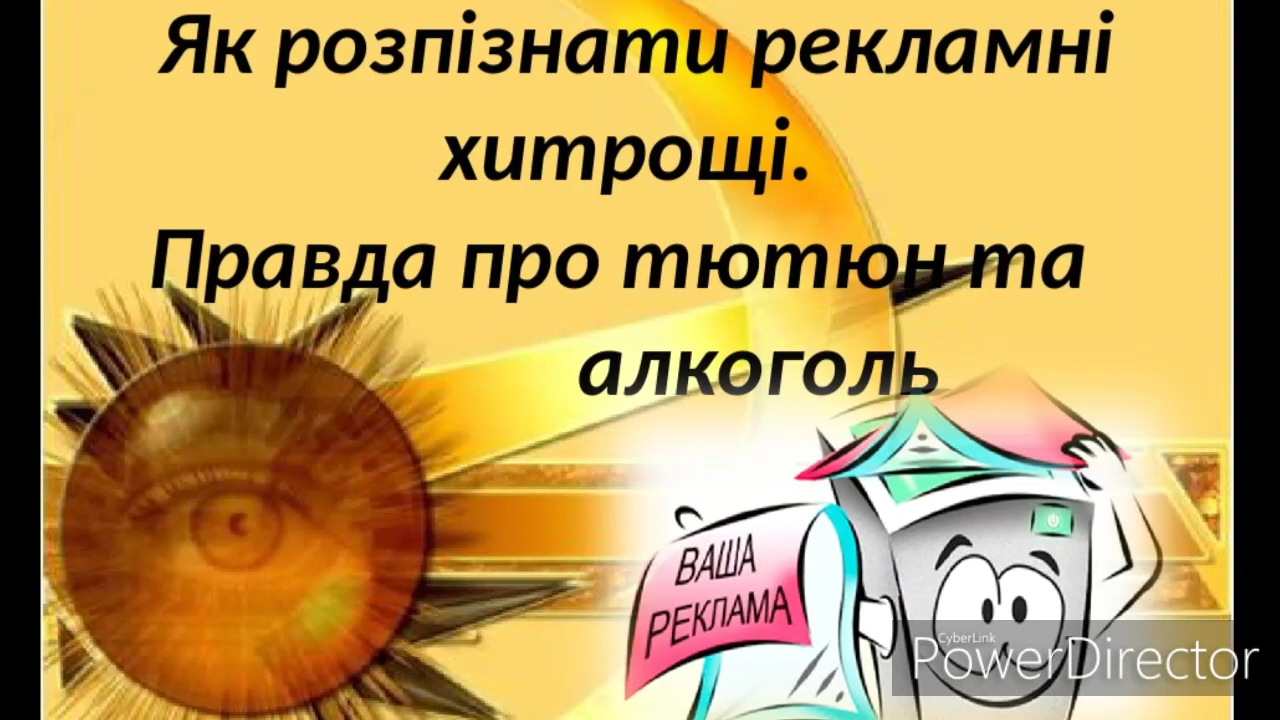 Як розпізнати рекламні
хитрощі.
Правда про тютюн та
алкоголь
ВАША
РЕКЛАМА
CyberLink
PowerDirector